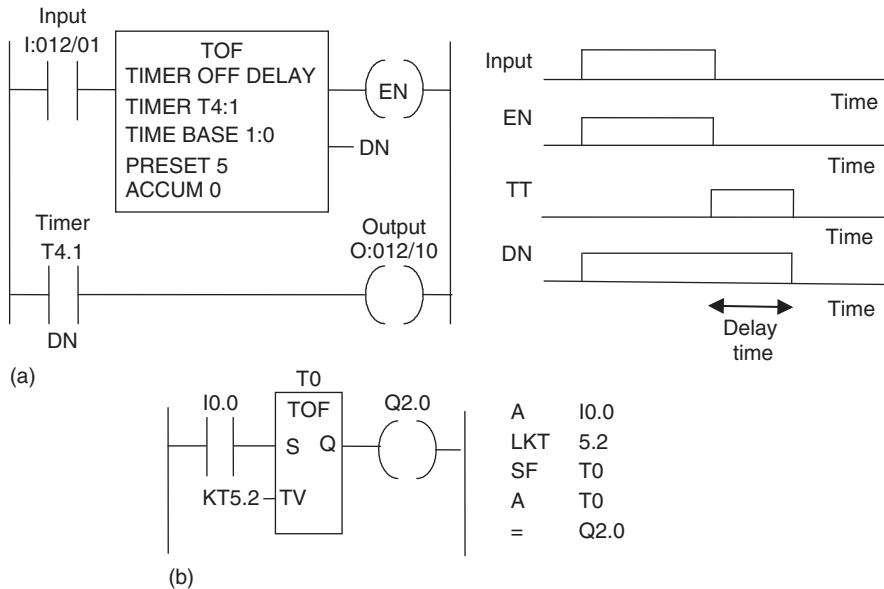 Input
I:012/01
TOF
TIMER OFF DELAY
TIMER T4:1
TIME BASE 1:0
PRESET 5
ACCUM 0
EN
DN
Timer
T4.1
DN
Output
O:012/10
(a)
Input
Time
EN
Time
TT
Time
DN
Time
Delay
time
T0
I0.0
TOF
Q2.0
S Q
KT5.2
TV
(b)
A I0.0
LKT 5.2
SF T0
A T0
= Q2.0